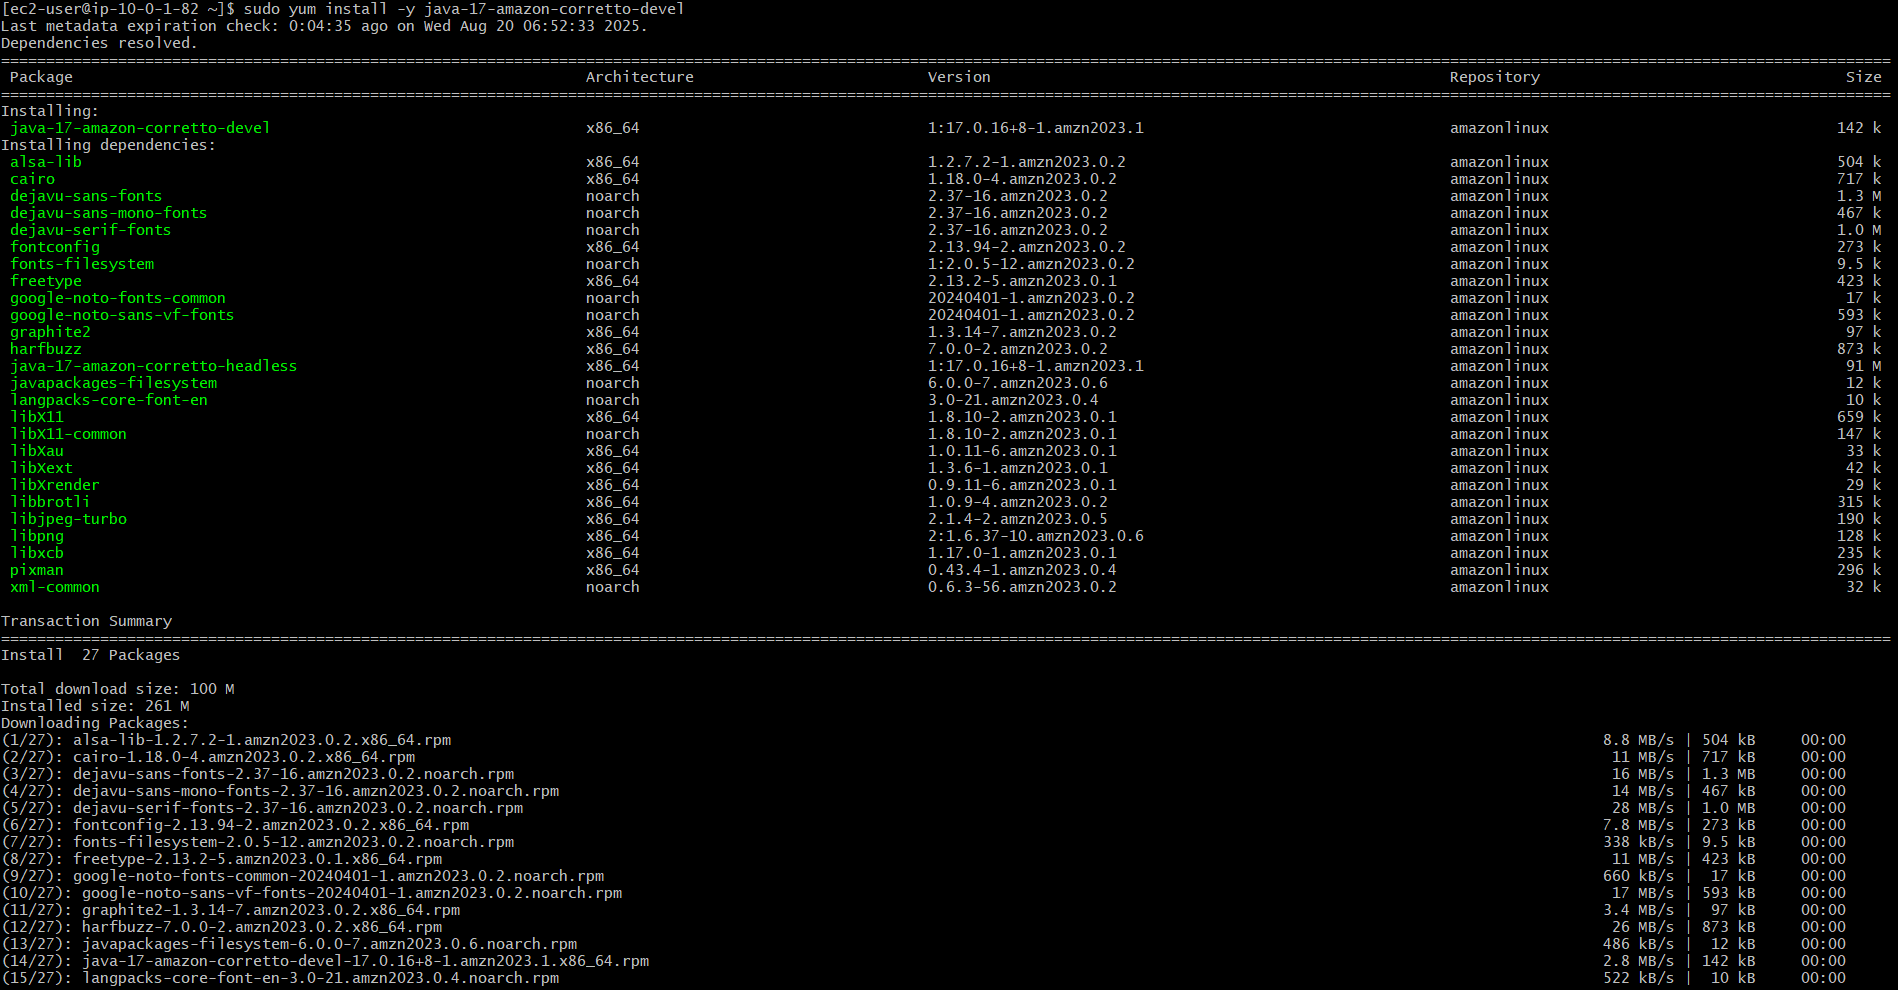 [ec2-user@ip-10-0-1-82 ~]$ sudo yum install -y java-17-amazon-corretto-devel
Last metadata expiration check: 0:04:35 ago on Wed Aug 20 06:52:33 2025.
Dependencies resolved.
================================================================================
Package Architecture Version Repository Size
================================================================================
Installing:
java-17-amazon-corretto-devel x86_64 1:17.0.16+8-1.amzn2023.1 amazonlinux 142 k
Installing dependencies:
alsa-lib x86_64 1.2.7.2-1.amzn2023.0.2 amazonlinux 504 k
cairo x86_64 1.18.0-4.amzn2023.0.2 amazonlinux 717 k
dejavu-sans-fonts noarch 2.37-16.amzn2023.0.2 amazonlinux 1.3 M
dejavu-sans-mono-fonts noarch 2.37-16.amzn2023.0.2 amazonlinux 467 k
dejavu-serif-fonts noarch 2.37-16.amzn2023.0.2 amazonlinux 1.0 M
fontconfig x86_64 2.13.94-2.amzn2023.0.2 amazonlinux 273 k
fonts-filesystem noarch 1:2.0.5-12.amzn2023.0.2 amazonlinux 9.5 k
freetype x86_64 2.13.2-5.amzn2023.0.1 amazonlinux 423 k
google-noto-fonts-common noarch 20240401-1.amzn2023.0.2 amazonlinux 17 k
google-noto-sans-vf-fonts noarch 20240401-1.amzn2023.0.2 amazonlinux 593 k
graphite2 x86_64 1.3.14-7.amzn2023.0.2 amazonlinux 97 k
harfbuzz x86_64 7.0.0-2.amzn2023.0.2 amazonlinux 873 k
java-17-amazon-corretto-headless x86_64 1:17.0.16+8-1.amzn2023.1 amazonlinux 91 M
javapackages-filesystem noarch 6.0.0-7.amzn2023.0.6 amazonlinux 12 k
langpacks-core-font-en noarch 3.0-21.amzn2023.0.4 amazonlinux 10 k
libX11 x86_64 1.8.10-2.amzn2023.0.1 amazonlinux 659 k
libX11-common noarch 1.8.10-2.amzn2023.0.1 amazonlinux 147 k
libXau x86_64 1.0.11-6.amzn2023.0.1 amazonlinux 33 k
libXext x86_64 1.3.6-1.amzn2023.0.1 amazonlinux 42 k
libXrender x86_64 0.9.11-6.amzn2023.0.1 amazonlinux 29 k
libbrotli x86_64 1.0.9-4.amzn2023.0.2 amazonlinux 315 k
libjpeg-turbo x86_64 2.1.4-2.amzn2023.0.5 amazonlinux 190 k
libpng x86_64 2:1.6.37-10.amzn2023.0.6 amazonlinux 128 k
libxcb x86_64 1.17.0-1.amzn2023.0.1 amazonlinux 235 k
pixman x86_64 0.43.4-1.amzn2023.0.4 amazonlinux 296 k
xml-common noarch 0.6.3-56.amzn2023.0.2 amazonlinux 32 k
Transaction Summary
================================================================================
Install 27 Packages
Total download size: 100 M
Installed size: 261 M
Downloading Packages:
(1/27): alsa-lib-1.2.7.2-1.amzn2023.0.2.x86_64.rpm 8.8 MB/s | 504 kB 00:00
(2/27): cairo-1.18.0-4.amzn2023.0.2.x86_64.rpm 11 MB/s | 717 kB 00:00
(3/27): dejavu-sans-fonts-2.37-16.amzn2023.0.2.noarch.rpm 16 MB/s | 1.3 MB 00:00
(4/27): dejavu-sans-mono-fonts-2.37-16.amzn2023.0.2.noarch.rpm 14 MB/s | 467 kB 00:00
(5/27): dejavu-serif-fonts-2.37-16.amzn2023.0.2.noarch.rpm 28 MB/s | 1.0 MB 00:00
(6/27): fontconfig-2.13.94-2.amzn2023.0.2.x86_64.rpm 7.8 MB/s | 273 kB 00:00
(7/27): fonts-filesystem-2.0.5-12.amzn2023.0.2.noarch.rpm 338 kB/s | 9.5 kB 00:00
(8/27): freetype-2.13.2-5.amzn2023.0.1.x86_64.rpm 11 MB/s | 423 kB 00:00
(9/27): google-noto-fonts-common-20240401-1.amzn2023.0.2.noarch.rpm 660 kB/s | 17 kB 00:00
(10/27): google-noto-sans-vf-fonts-20240401-1.amzn2023.0.2.noarch.rpm 17 MB/s | 593 kB 00:00
(11/27): graphite2-1.3.14-7.amzn2023.0.2.x86_64.rpm 3.4 MB/s | 97 kB 00:00
(12/27): harfbuzz-7.0.0-2.amzn2023.0.2.x86_64.rpm 26 MB/s | 873 kB 00:00
(13/27): javapackages-filesystem-6.0.0-7.amzn2023.0.6.noarch.rpm 486 kB/s | 12 kB 00:00
(14/27): java-17-amazon-corretto-devel-17.0.16+8-1.amzn2023.1.x86_64.rpm 2.8 MB/s | 142 kB 00:00
(15/27): langpacks-core-font-en-3.0-21.amzn2023.0.4.noarch.rpm 522 kB/s | 10 kB 00:00